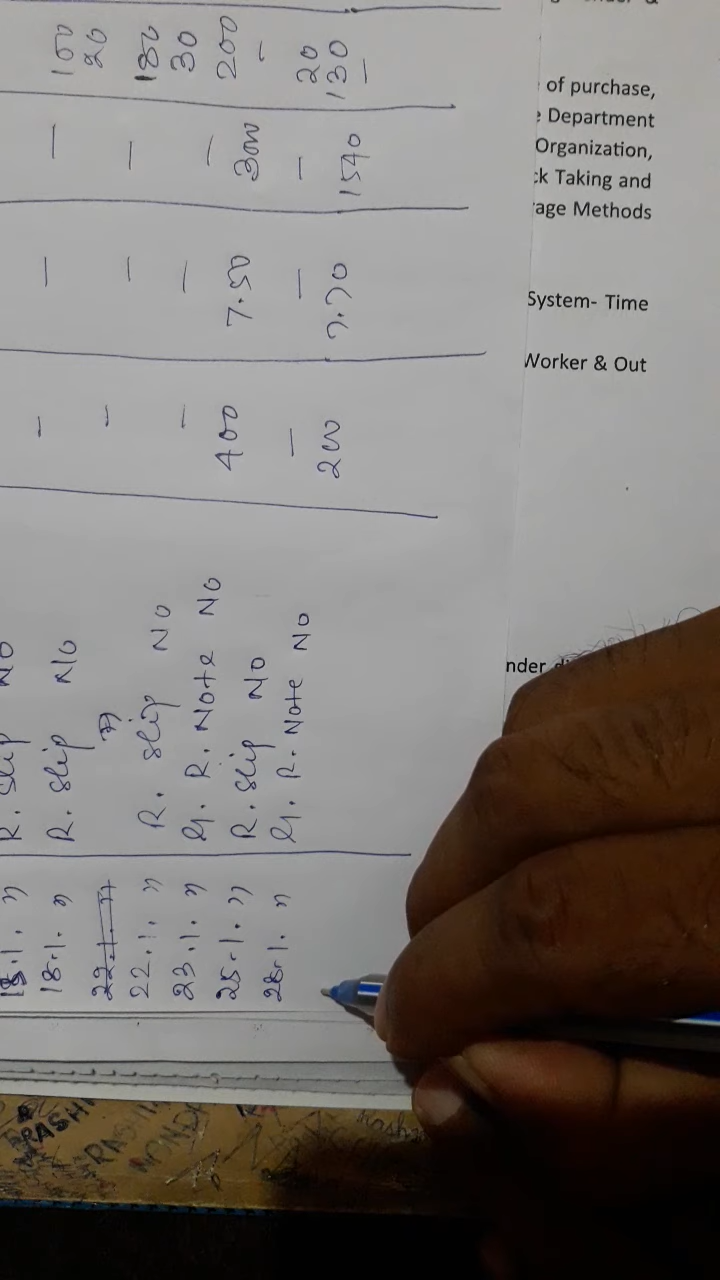 R. Slip No
18.1. " R. Slip No — — — 100
20
22.1. "
22.1. " R. Slip No — — — 180
30
23.1. " G. R. Note No 400 7.50 3000 200
25.1. " R. Slip No — — — 20
28.1. " G. R. Note No 200 7.70 1540 130
of purchase,
Department
Organization,
Taking and
Methods
System- Time
Worker & Out